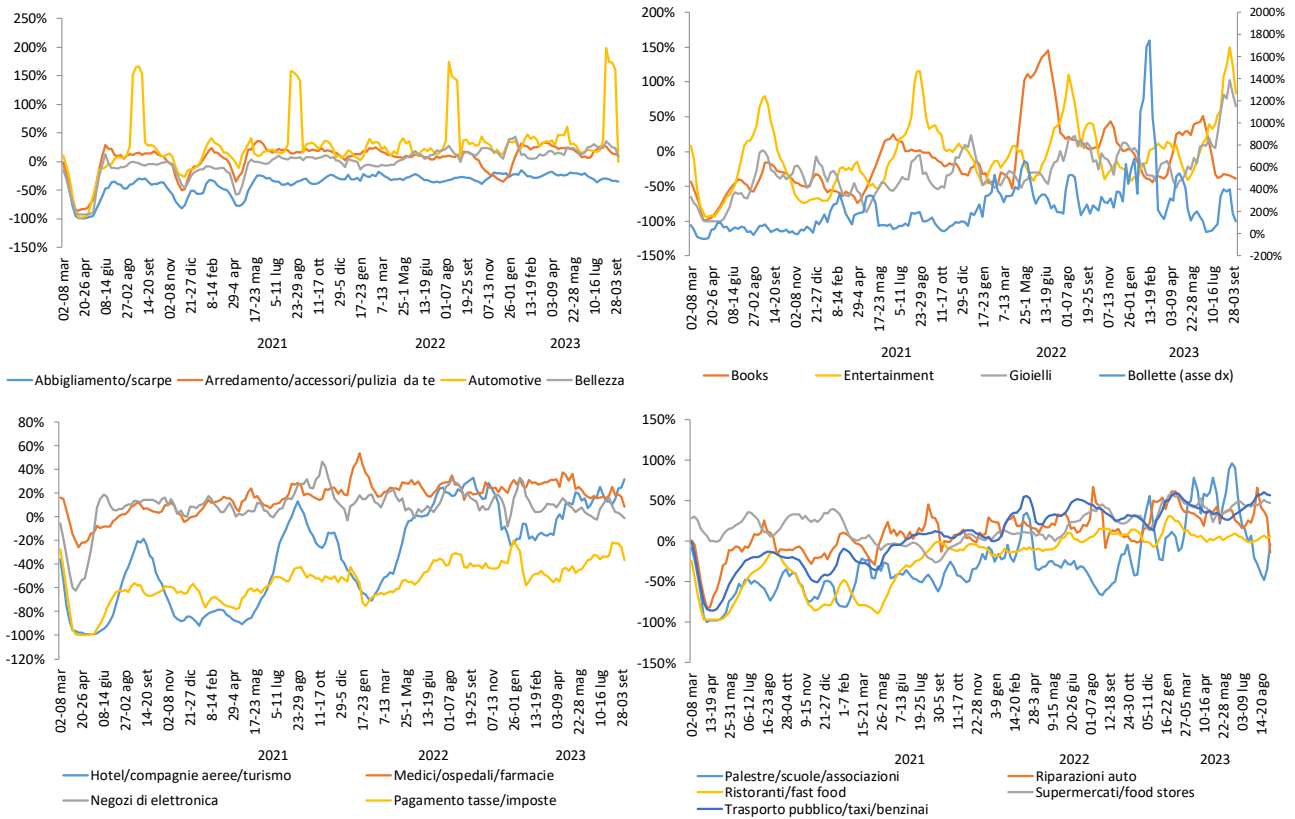 250%
200%
150%
100%
50%
0%
-50%
-100%
-150%
02-08 mar
20-26 apr
08-14 giu
27-02 ago
14-20 set
02-08 nov
21-27 dic
8-14 feb
29-4 apr
17-23 mag
5-11 lug
23-29 ago
11-17 ott
29-5 dic
17-23 gen
7-13 mar
25-1 Mag
13-19 giu
01-07 ago
19-25 set
07-13 nov
26-01 gen
13-19 feb
03-09 apr
22-28 mag
10-16 lug
28-03 set
2021 2022 2023
Abbigliamento/scarpe Arredamento/accessori/pulizia da te Automotive Bellezza
200%
150%
100%
50%
0%
-50%
-100%
-150%
2000%
1800%
1600%
1400%
1200%
1000%
800%
600%
400%
200%
0%
-200%
02-08 mar
20-26 apr
08-14 giu
27-02 ago
14-20 set
02-08 nov
21-27 dic
8-14 feb
29-4 apr
17-23 mag
5-11 lug
23-29 ago
11-17 ott
29-5 dic
17-23 gen
7-13 mar
25-1 Mag
13-19 giu
01-07 ago
19-25 set
07-13 nov
26-01 gen
13-19 feb
03-09 apr
22-28 mag
10-16 lug
28-03 set
2021 2022 2023
Books Entertainment Gioielli Bollette (asse dx)
80%
60%
40%
20%
0%
-20%
-40%
-60%
-80%
-100%
-120%
02-08 mar
20-26 apr
08-14 giu
27-02 ago
14-20 set
02-08 nov
21-27 dic
8-14 feb
29-4 apr
17-23 mag
5-11 lug
23-29 ago
11-17 ott
29-5 dic
17-23 gen
7-13 mar
25-1 Mag
13-19 giu
01-07 ago
19-25 set
07-13 nov
26-01 gen
13-19 feb
03-09 apr
22-28 mag
10-16 lug
28-03 set
2021 2022 2023
Hotel/compagnie aeree/turismo Medici/ospedali/farmacie
Negozi di elettronica Pagamento tasse/imposte
150%
100%
50%
0%
-50%
-100%
-150%
02-08 mar
13-19 apr
25-31 mag
06-12 lug
16-23 ago
28-04 ott
9-15 nov
21-27 dic
1-7 feb
15-21 mar
26-2 mag
7-13 giu
19-25 lug
30-5 set
11-17 ott
22-28 nov
3-9 gen
14-20 feb
28-3 apr
9-15 mag
20-26 giu
01-07 ago
12-18 set
24-30 ott
05-11 dic
16-22 gen
27-05 mar
10-16 apr
22-28 mag
03-09 lug
14-20 ago
2021 2022 2023
Palestre/scuole/associazioni Riparazioni auto
Ristoranti/fast food Supermercati/food stores
Trasporto pubblico/taxi/benzinai